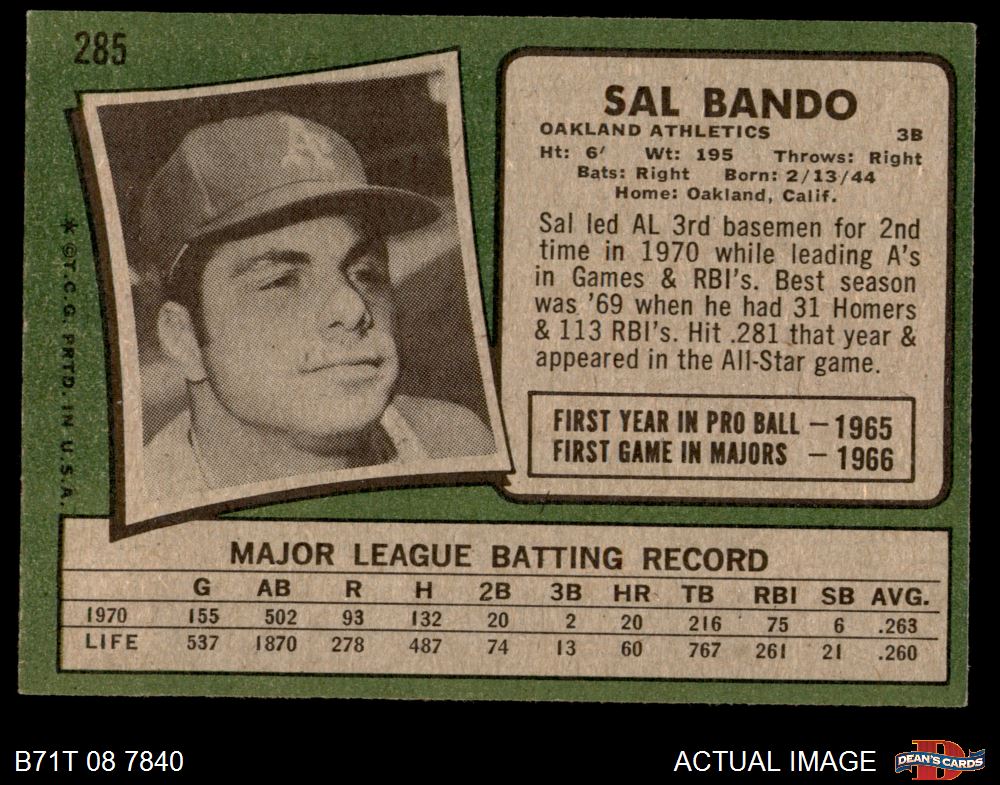 285
SAL BANDO
OAKLAND ATHLETICS 3B
Ht: 6' Wt: 195 Throws: Right
Bats: Right Born: 2/13/44
Home: Oakland, Calif.
Sal led AL 3rd basemen for 2nd
time in 1970 while leading A's
in Games & RBI's. Best season
was '69 when he had 31 Homers
& 113 RBI's. Hit .281 that year &
appeared in the All-Star game.
FIRST YEAR IN PRO BALL — 1965
FIRST GAME IN MAJORS — 1966
* © T.C.G. PRTD. IN U.S.A.
MAJOR LEAGUE BATTING RECORD
G AB R H 2B 3B HR TB RBI SB AVG.
1970 155 502 93 132 20 2 20 216 75 6 .263
LIFE 537 1870 278 487 74 13 60 767 261 21 .260
B71T 08 7840
ACTUAL IMAGE
D
DEAN'S CARDS